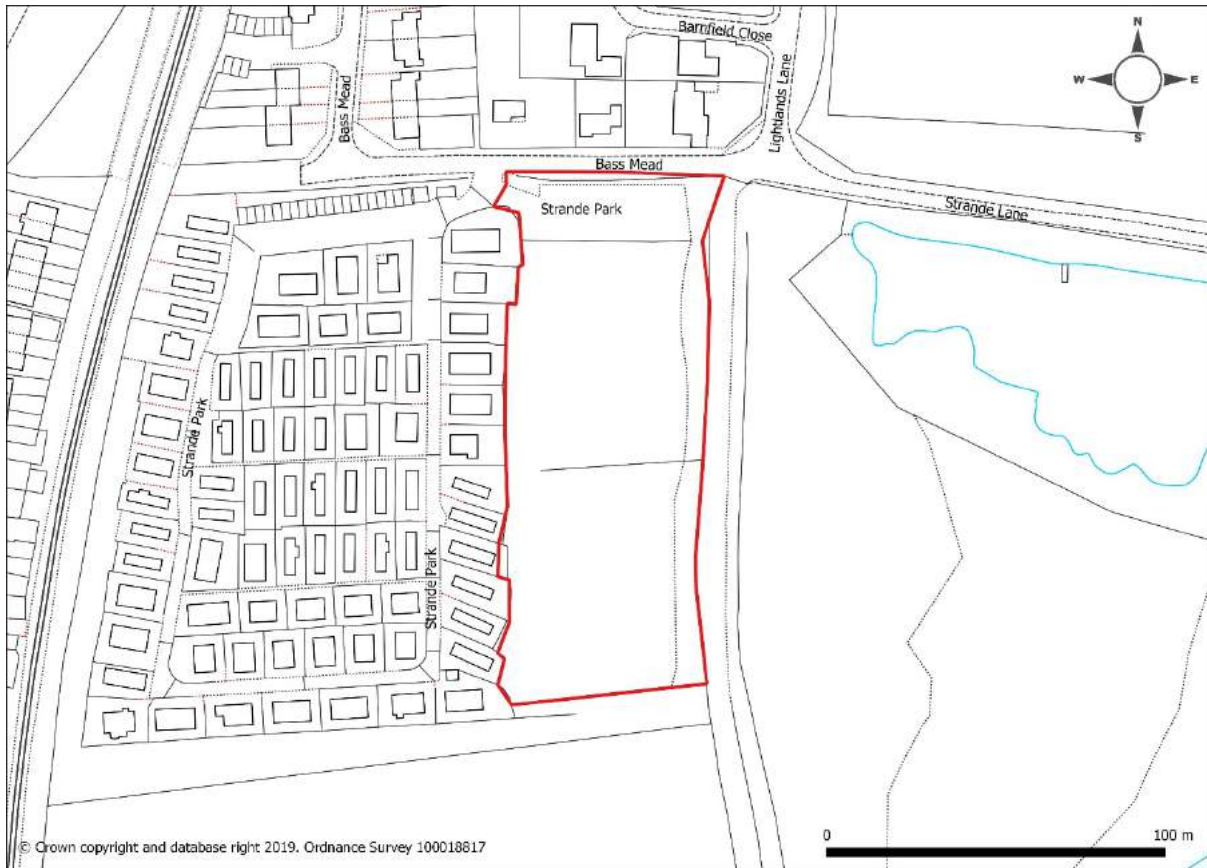 Barnfield Close
N
W
E
S
Bass Mead
Lightlands Lane
Bass Mead
Strande Park
Strande Lane
Strande Park
Strande Park
0
100 m
© Crown copyright and database right 2019. Ordnance Survey 100018817